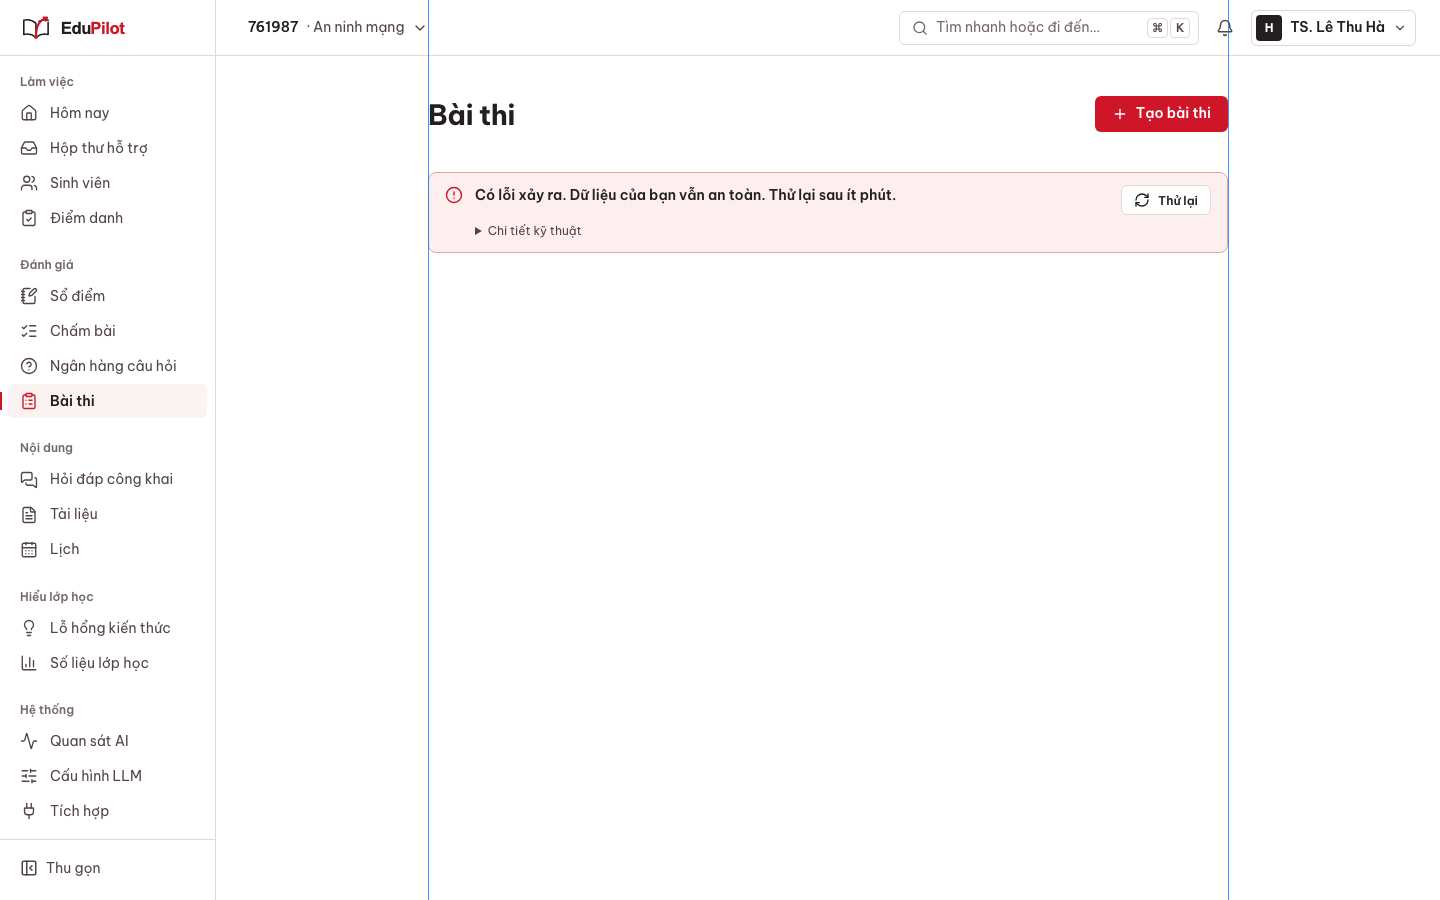 EduPilot
761987 · An ninh mạng
Tìm nhanh hoặc đi đến...
⌘ K
H
TS. Lê Thu Hà
Làm việc
Hôm nay
Hộp thư hỗ trợ
Sinh viên
Điểm danh
Đánh giá
Sổ điểm
Chấm bài
Ngân hàng câu hỏi
Bài thi
Nội dung
Hỏi đáp công khai
Tài liệu
Lịch
Hiểu lớp học
Lỗ hổng kiến thức
Số liệu lớp học
Hệ thống
Quan sát AI
Cấu hình LLM
Tích hợp
Thu gọn
Bài thi
Tạo bài thi
Có lỗi xảy ra. Dữ liệu của bạn vẫn an toàn. Thử lại sau ít phút.
Thử lại
Chi tiết kỹ thuật